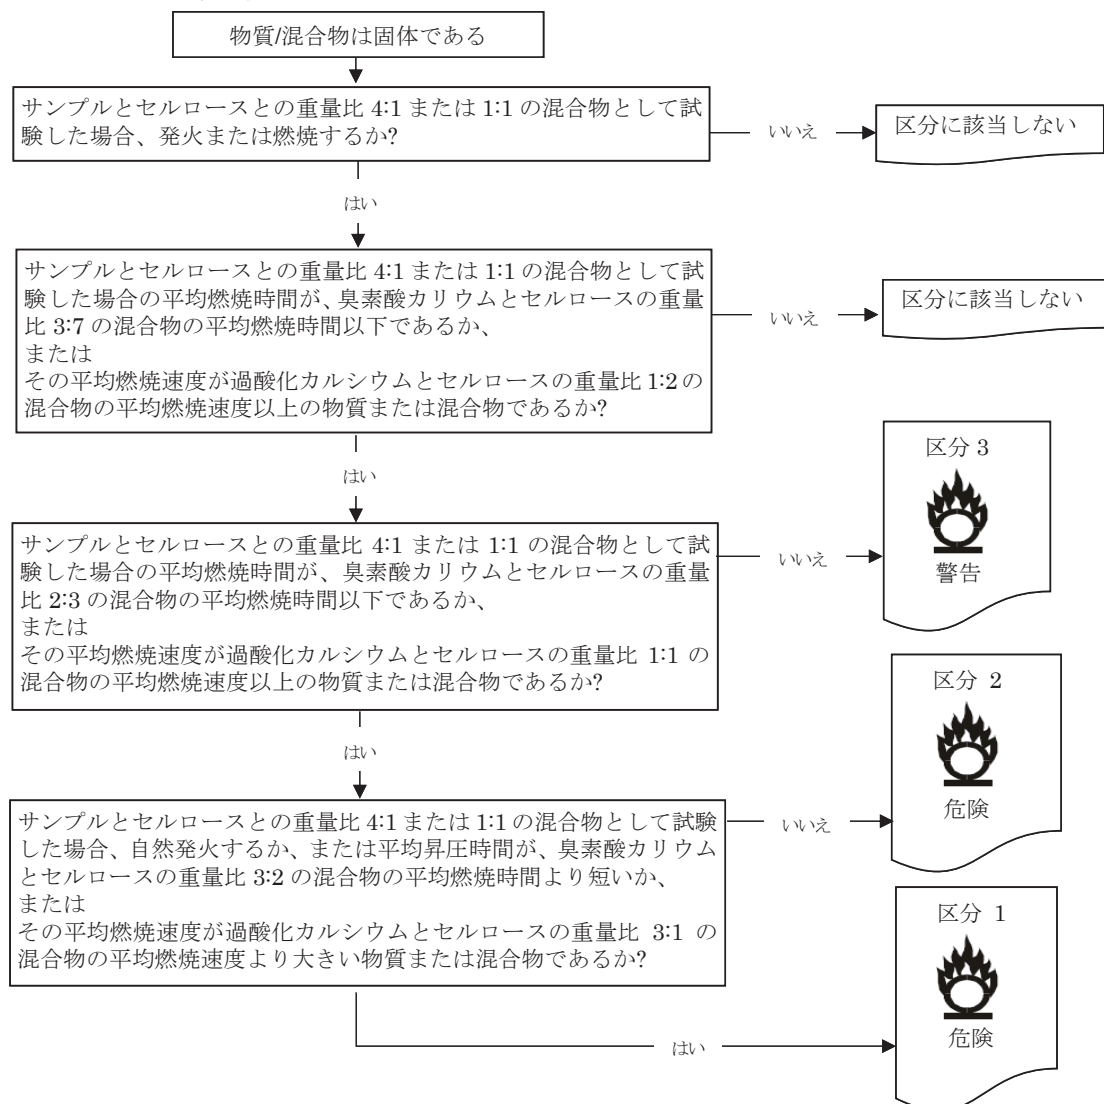 物質/混合物は固体である
サンプルとセルロースとの重量比 4:1 または 1:1 の混合物として試
験した場合、発火または燃焼するか?
いいえ
区分に該当しない
はい
サンプルとセルロースとの重量比 4:1 または 1:1 の混合物として試
験した場合の平均燃焼時間が、臭素酸カリウムとセルロースの重量
比 3:7 の混合物の平均燃焼時間以下であるか、
または
その平均燃焼速度が過酸化カルシウムとセルロースの重量比 1:2 の
混合物の平均燃焼速度以上の物質または混合物であるか?
いいえ
区分に該当しない
はい
サンプルとセルロースとの重量比 4:1 または 1:1 の混合物として試
験した場合の平均燃焼時間が、臭素酸カリウムとセルロースの重量
比 2:3 の混合物の平均燃焼時間以下であるか、
または
その平均燃焼速度が過酸化カルシウムとセルロースの重量比 1:1 の
混合物の平均燃焼速度以上の物質または混合物であるか?
いいえ
区分 3
警告
はい
サンプルとセルロースとの重量比 4:1 または 1:1 の混合物として試験
した場合、自然発火するか、または平均昇圧時間が、臭素酸カリウム
とセルロースの重量比 3:2 の混合物の平均燃焼時間より短いか、
または
その平均燃焼速度が過酸化カルシウムとセルロースの重量比 3:1 の
混合物の平均燃焼速度より大きい物質または混合物であるか?
いいえ
区分 2
危険
はい
区分 1
危険